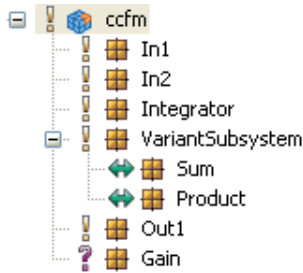 ccfm
In1
In2
Integrator
VariantSubsystem
Sum
Product
Out1
Gain